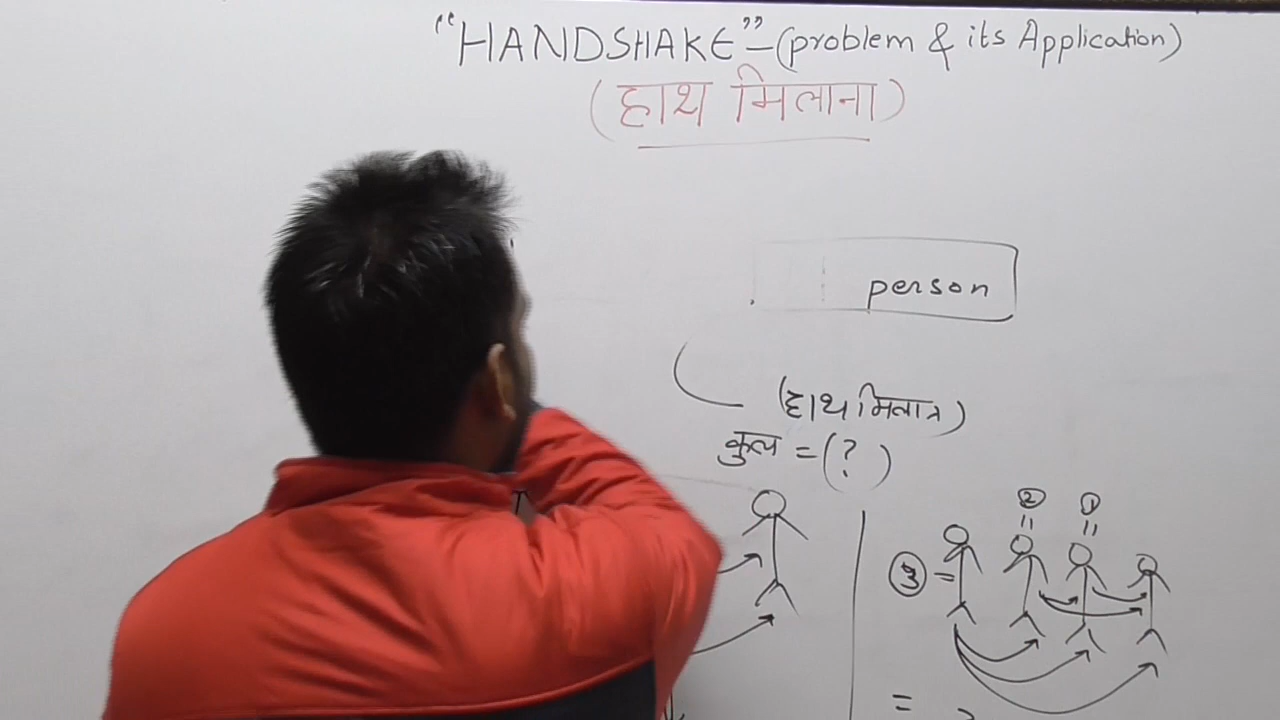 "HANDSHAKE" – (problem & its Application)
(हाथ मिलाना)
person
(हाथ मिलाना)
कुल = (?)
② ①
③ =
=